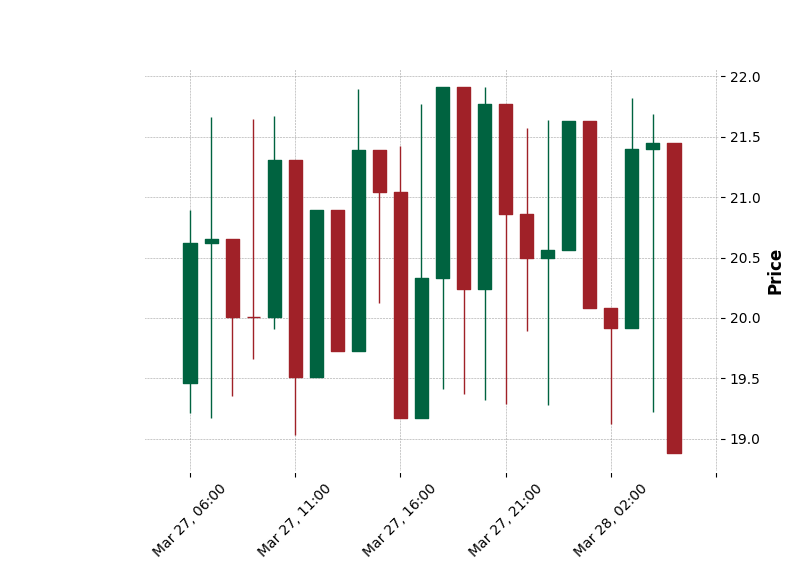 22.0
21.5
21.0
20.5
20.0
19.5
19.0
Price
Mar 27, 06:00
Mar 27, 11:00
Mar 27, 16:00
Mar 27, 21:00
Mar 28, 02:00